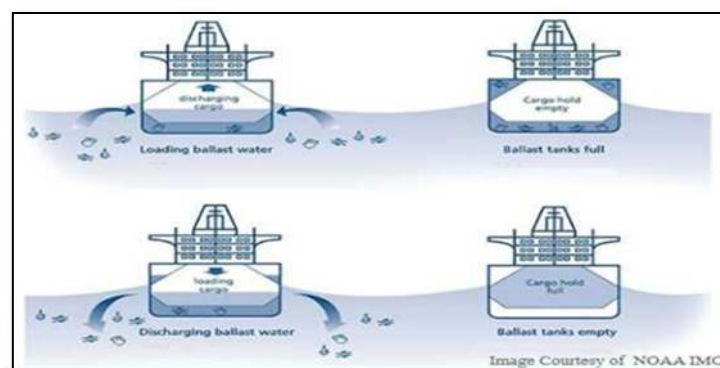 discharging
cargo
Loading ballast water
Cargo hold
empty
Ballast tanks full
loading
cargo
Discharging ballast water
Cargo hold
full
Ballast tanks empty
Image Courtesy of NOAA IMO